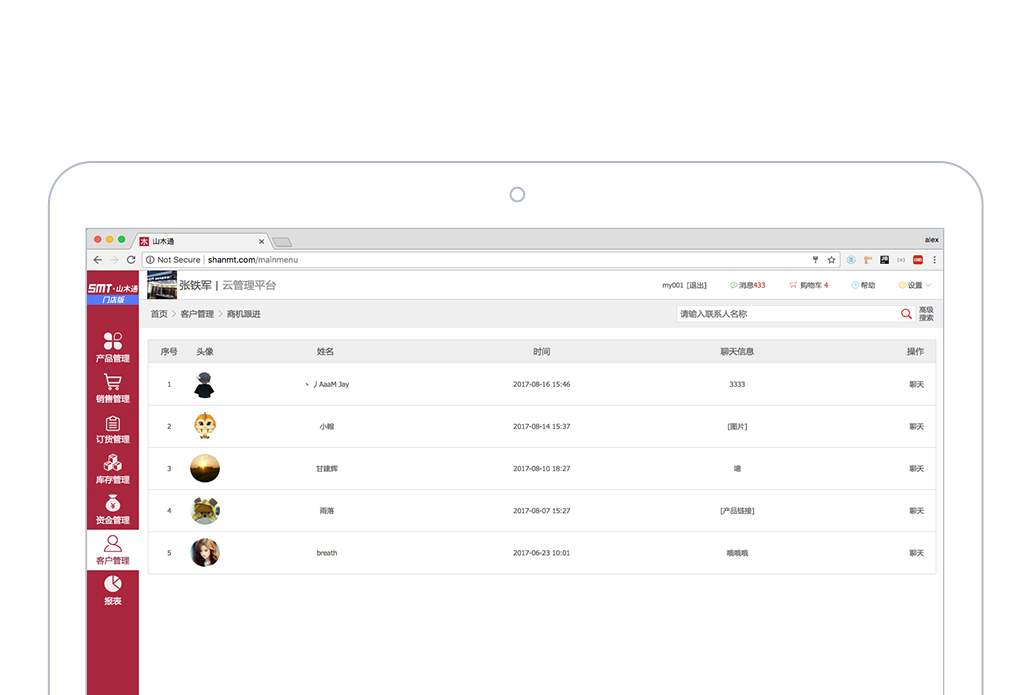 山木通
alex
Not Secure | shanmt.com/mainmenu
SMT·山木通
门店版
张铁军 | 云管理平台
my001 [退出]
消息433
购物车 4
帮助
设置
首页 > 客户管理 > 商机跟进
请输入联系人名称
高级
搜索
产品管理
销售管理
订货管理
库存管理
资金管理
客户管理
报表
序号 头像 姓名 时间 聊天信息 操作
1 丶丿AaaM Jay 2017-08-16 15:46 3333 聊天
2 小翰 2017-08-14 15:37 [图片] 聊天
3 甘建辉 2017-08-10 18:27 嗯 聊天
4 雨落 2017-08-07 15:27 [产品链接] 聊天
5 breath 2017-06-23 10:01 哦哦哦 聊天